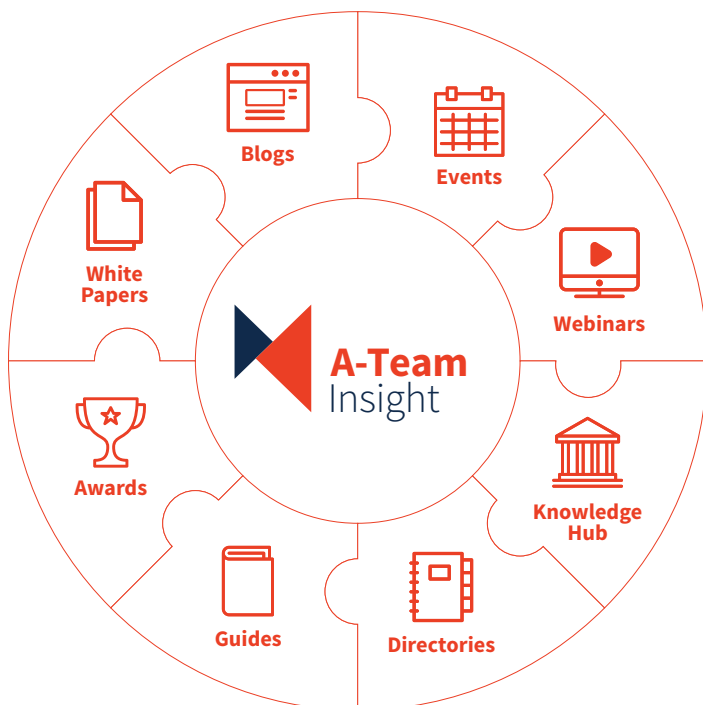 Blogs
Events
White
Papers
Webinars
A-Team
Insight
Awards
Knowledge
Hub
Guides
Directories